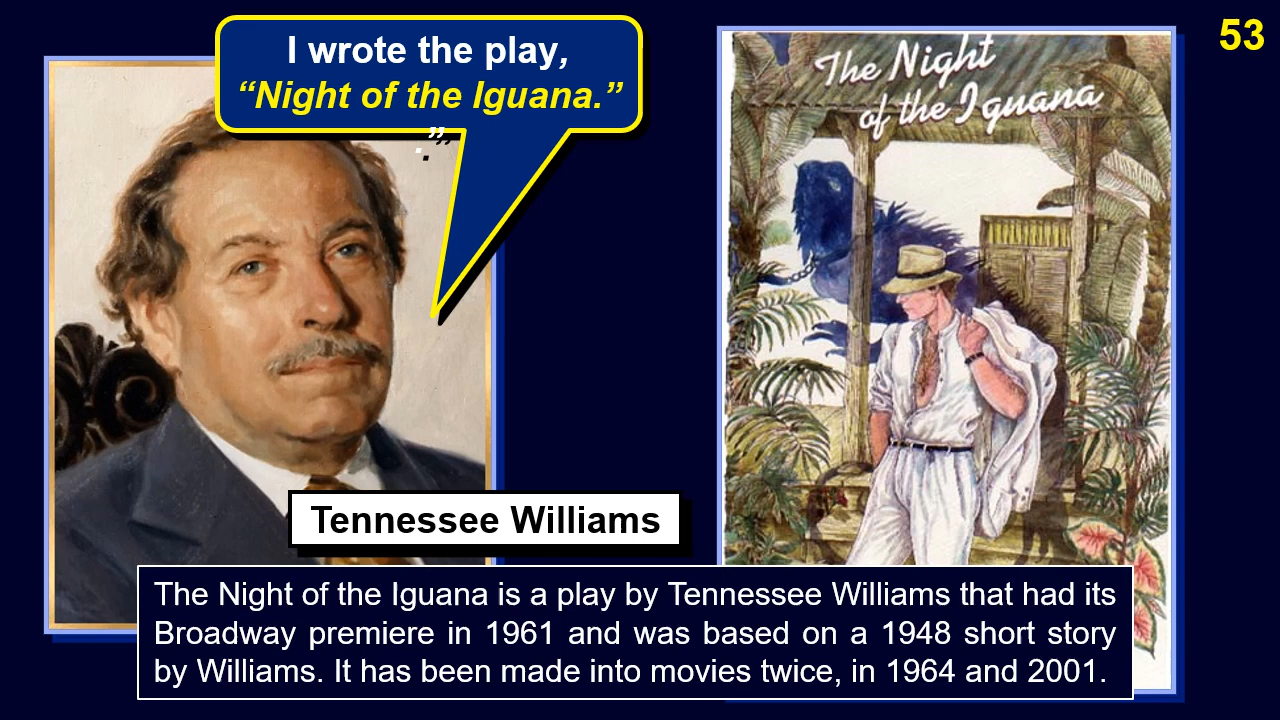 53
I wrote the play,
“Night of the Iguana.”
.”
The Night
of the Iguana
Tennessee Williams
The Night of the Iguana is a play by Tennessee Williams that had its
Broadway premiere in 1961 and was based on a 1948 short story
by Williams. It has been made into movies twice, in 1964 and 2001.